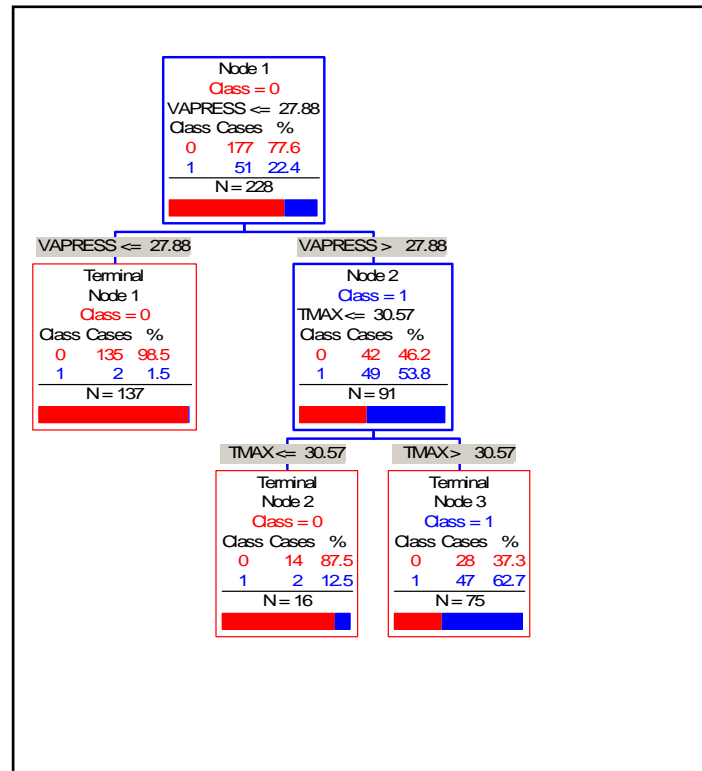 Node 1
Class = 0
VAPRESS <= 27.88
Class Cases %
0 177 77.6
1 51 22.4
N = 228
VAPRESS <= 27.88
VAPRESS > 27.88
Terminal
Node 1
Class = 0
Class Cases %
0 135 98.5
1 2 1.5
N = 137
Node 2
Class = 1
TMAX <= 30.57
Class Cases %
0 42 46.2
1 49 53.8
N = 91
TMAX <= 30.57
TMAX > 30.57
Terminal
Node 2
Class = 0
Class Cases %
0 14 87.5
1 2 12.5
N = 16
Terminal
Node 3
Class = 1
Class Cases %
0 28 37.3
1 47 62.7
N = 75